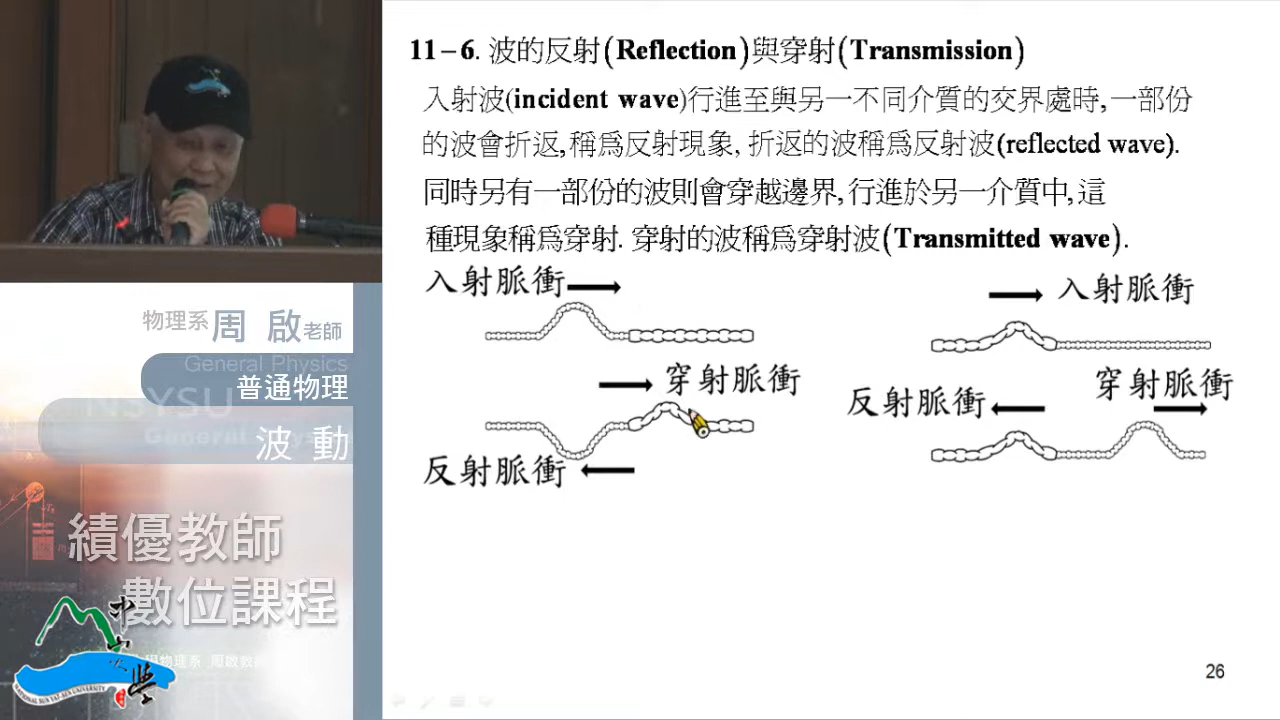 11-6. 波的反射(Reflection)與穿射(Transmission)
入射波(incident wave)行進至與另一不同介質的交界處時,一部份
的波會折返,稱爲反射現象, 折返的波稱爲反射波(reflected wave).
同時另有一部份的波則會穿越邊界,行進於另一介質中,這
種現象稱爲穿射. 穿射的波稱爲穿射波(Transmitted wave).
入射脈衝
入射脈衝
穿射脈衝
反射脈衝
穿射脈衝
反射脈衝
26
物理系周 啟老師
General Physics
普通物理
NSYSU
General Physics
波 動
績優教師
數位課程